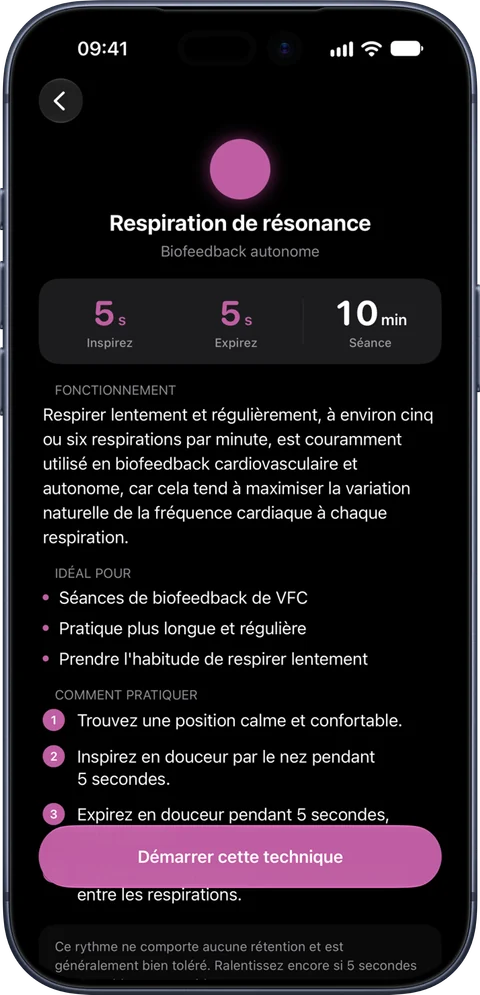 09:41
Respiration de résonance
Biofeedback autonome
5 s
Inspirez
5 s
Expirez
10 min
Séance
FONCTIONNEMENT
Respirer lentement et régulièrement, à environ cinq
ou six respirations par minute, est couramment
utilisé en biofeedback cardiovasculaire et
autonome, car cela tend à maximiser la variation
naturelle de la fréquence cardiaque à chaque
respiration.
IDÉAL POUR
• Séances de biofeedback de VFC
• Pratique plus longue et régulière
• Prendre l'habitude de respirer lentement
COMMENT PRATIQUER
1 Trouvez une position calme et confortable.
2 Inspirez en douceur par le nez pendant
5 secondes.
3 Expirez en douceur pendant 5 secondes,
Démarrer cette technique
entre les respirations.
Ce rythme ne comporte aucune rétention et est
généralement bien toléré. Ralentissez encore si 5 secondes